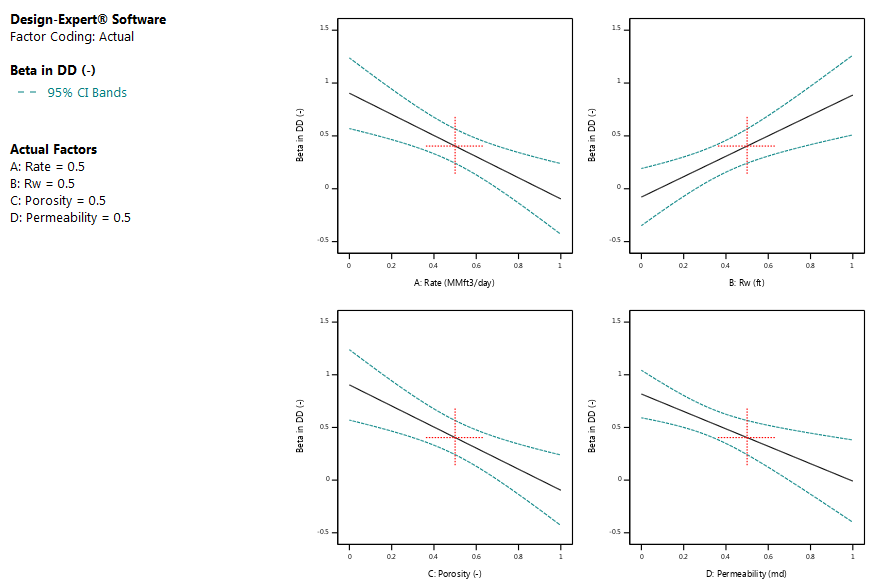 Design-Expert® Software
Factor Coding: Actual
Beta in DD (-)
95% CI Bands
Actual Factors
A: Rate = 0.5
B: Rw = 0.5
C: Porosity = 0.5
D: Permeability = 0.5
1.5
1
0.5
0
-0.5
Beta in DD (-)
0 0.2 0.4 0.6 0.8 1
A: Rate (MMft3/day)
1.5
1
0.5
0
-0.5
Beta in DD (-)
0 0.2 0.4 0.6 0.8 1
B: Rw (ft)
1.5
1
0.5
0
-0.5
Beta in DD (-)
0 0.2 0.4 0.6 0.8 1
C: Porosity (-)
1.5
1
0.5
0
-0.5
Beta in DD (-)
0 0.2 0.4 0.6 0.8 1
D: Permeability (md)